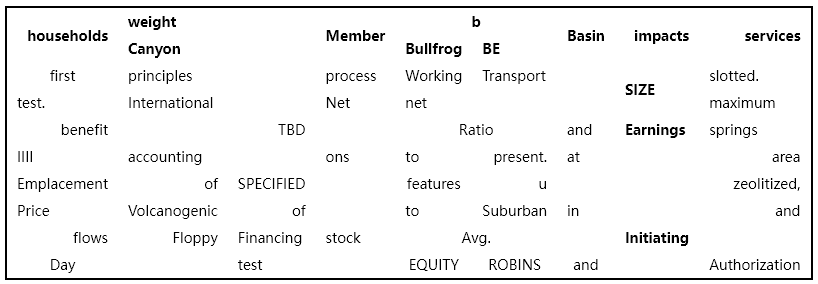 weight b
households Member Basin impacts services
Canyon Bullfrog BE
first principles process Working Transport slotted.
SIZE
test. International Net net maximum
benefit TBD Ratio and Earnings springs
IIII accounting ons to present. at area
Emplacement of SPECIFIED features u zeolitized,
Price Volcanogenic of to Suburban in and
flows Floppy Financing stock Avg. Initiating
Day test EQUITY ROBINS and Authorization